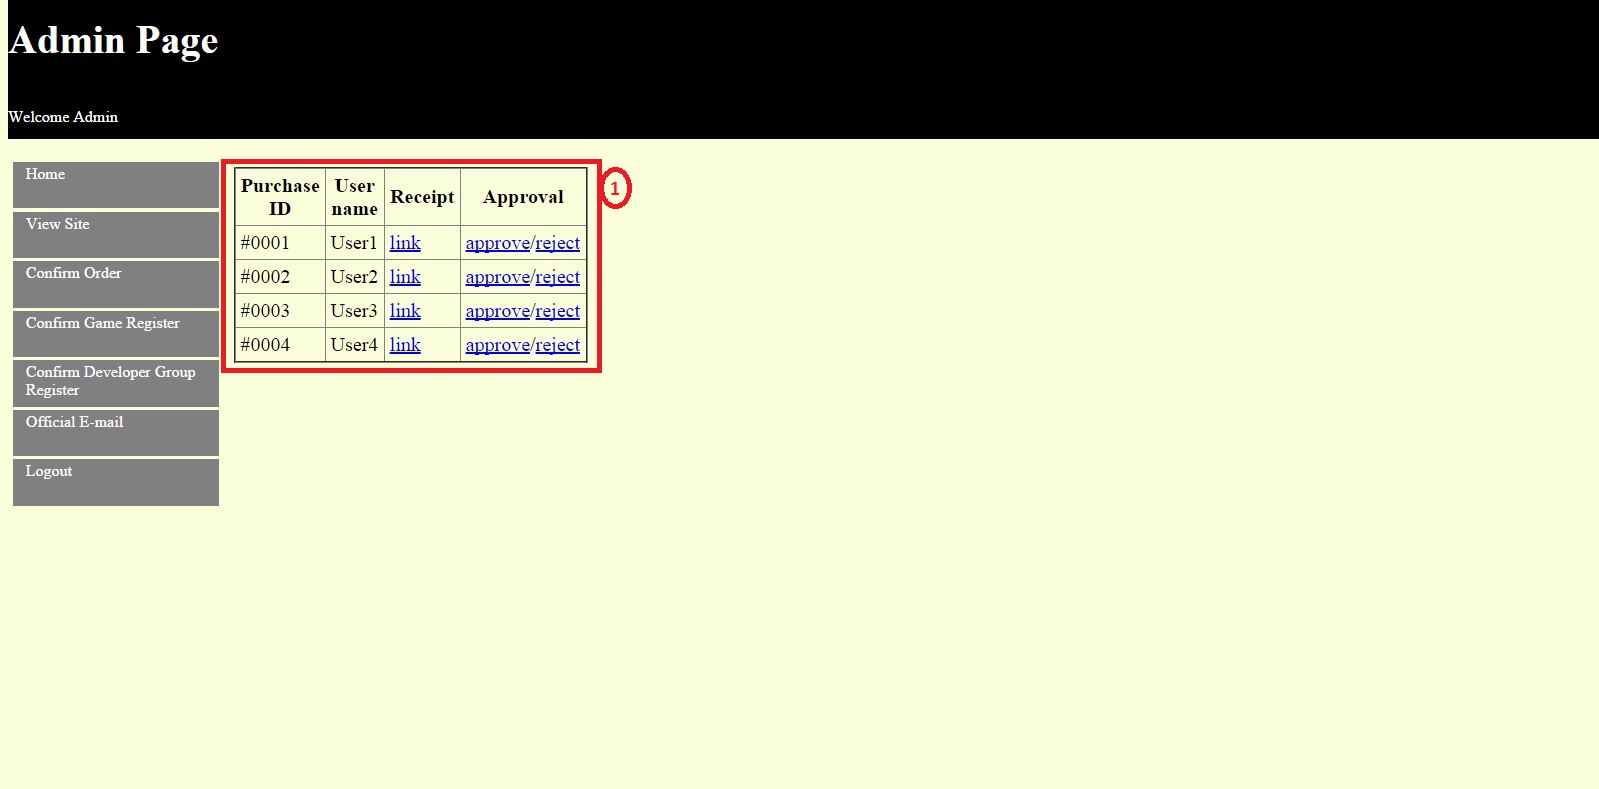 Admin Page
Welcome Admin
Home
View Site
Confirm Order
Confirm Game Register
Confirm Developer Group
Register
Official E-mail
Logout
Purchase ID User name Receipt Approval
#0001 User1 link approve/reject
#0002 User2 link approve/reject
#0003 User3 link approve/reject
#0004 User4 link approve/reject
1